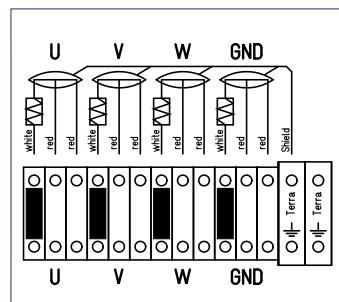 U V W GND
white red red white red red white red red white red red Shield
Terra Terra
U V W GND